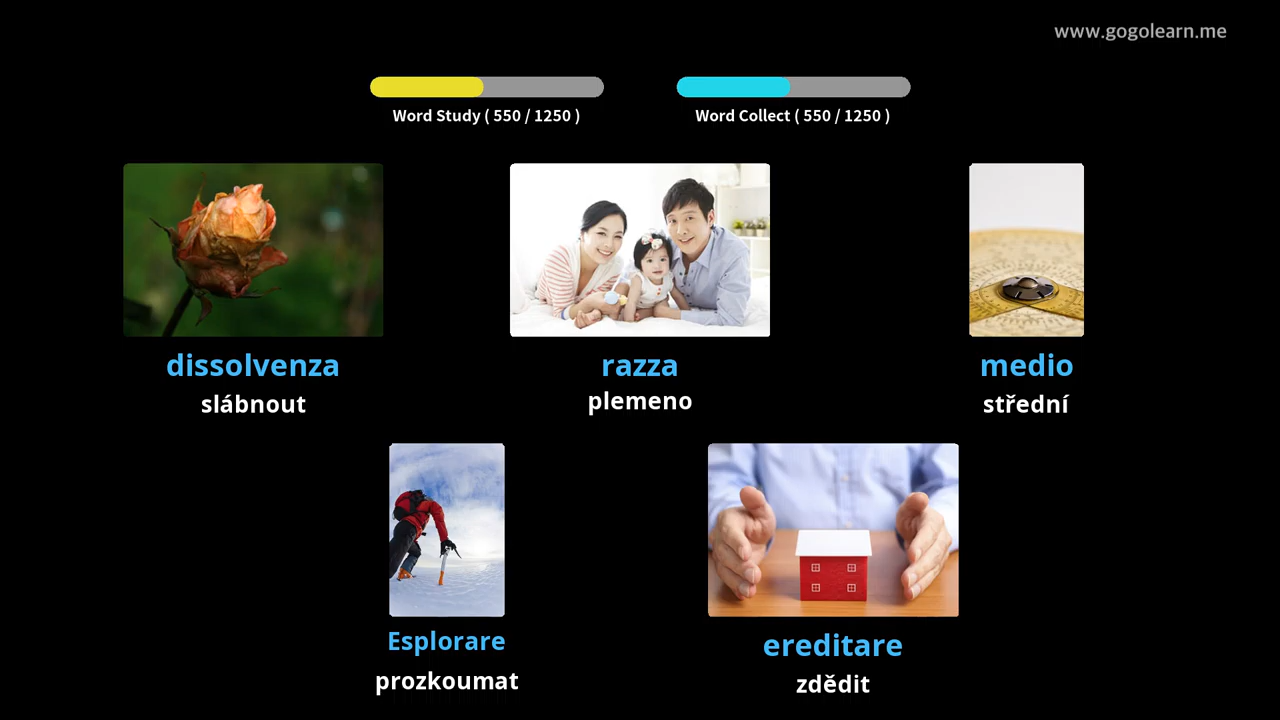 www.gogolearn.me
Word Study ( 550 / 1250 )
Word Collect ( 550 / 1250 )
dissolvenza
slábnout
razza
plemeno
medio
střední
Esplorare
prozkoumat
ereditare
zdědit